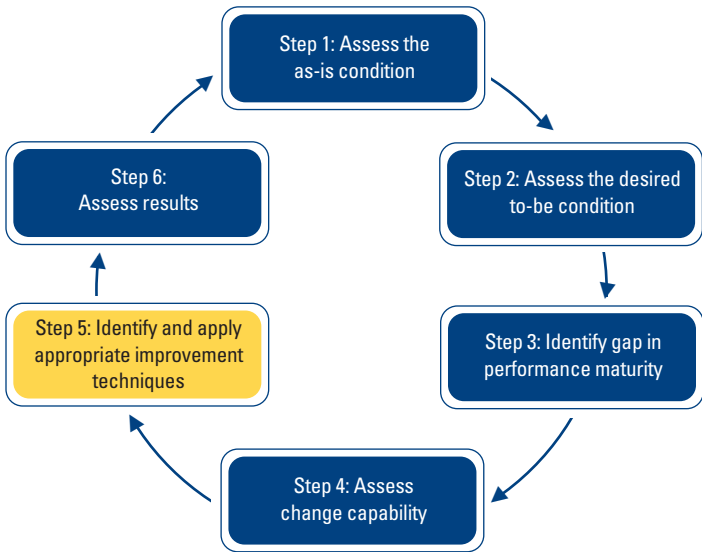 Step 1: Assess the
as-is condition
Step 2: Assess the desired
to-be condition
Step 3: Identify gap in
performance maturity
Step 4: Assess
change capability
Step 5: Identify and apply
appropriate improvement
techniques
Step 6:
Assess results